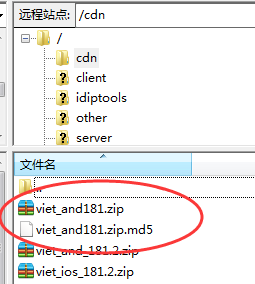 远程站点: /cdn
/
cdn
client
idiptools
other
server
文件名
..
viet_and181.zip
viet_and181.zip.md5
viet_and_181.2.zip
viet_ios_181.2.zip